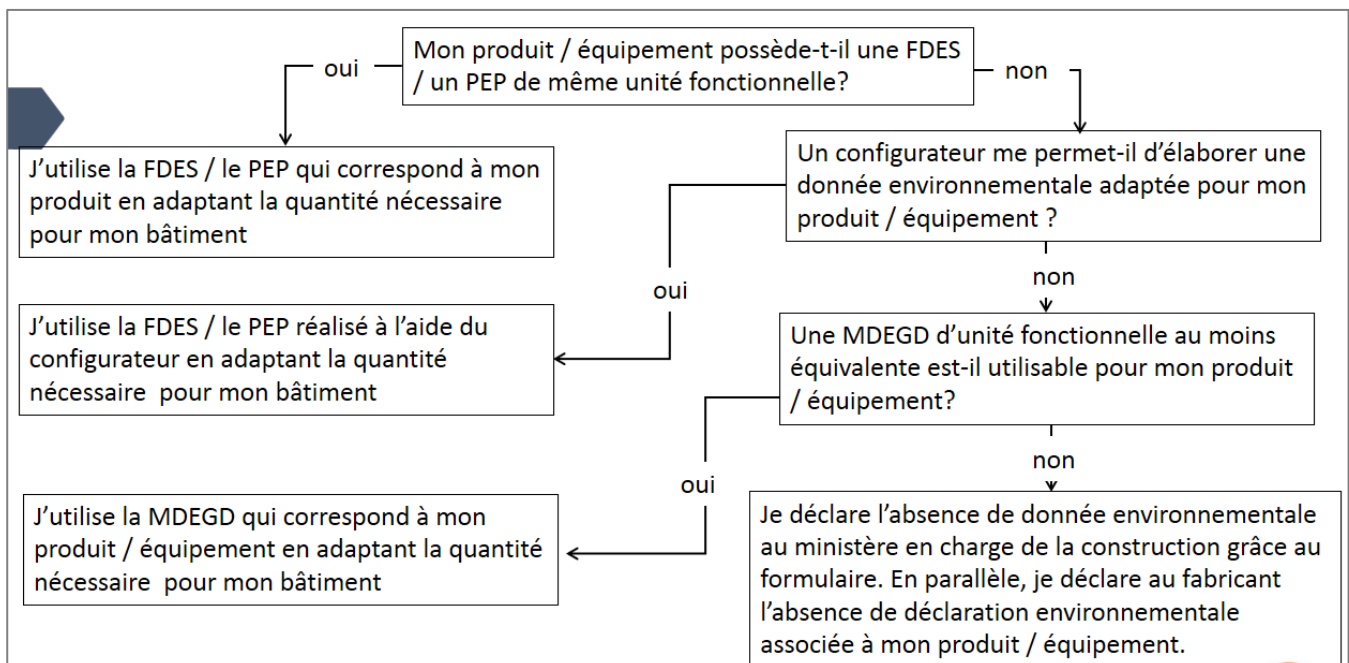 Mon produit / équipement possède-t-il une FDES
/ un PEP de même unité fonctionnelle?
oui
non
J'utilise la FDES / le PEP qui correspond à mon
produit en adaptant la quantité nécessaire
pour mon bâtiment
Un configurateur me permet-il d'élaborer une
donnée environnementale adaptée pour mon
produit / équipement ?
oui
non
J'utilise la FDES / le PEP réalisé à l'aide du
configurateur en adaptant la quantité
nécessaire pour mon bâtiment
Une MDEGD d'unité fonctionnelle au moins
équivalente est-il utilisable pour mon produit
/ équipement?
oui
non
J'utilise la MDEGD qui correspond à mon
produit / équipement en adaptant la quantité
nécessaire pour mon bâtiment
Je déclare l'absence de donnée environnementale
au ministère en charge de la construction grâce au
formulaire. En parallèle, je déclare au fabricant
l'absence de déclaration environnementale
associée à mon produit / équipement.